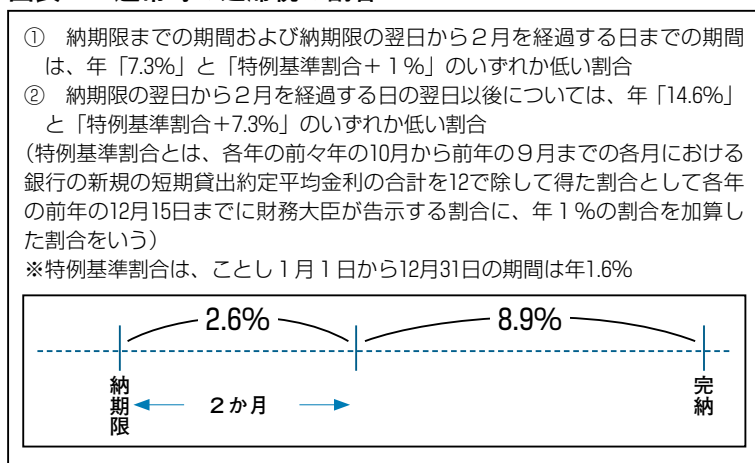 ① 納期限までの期間および納期限の翌日から2月を経過する日までの期間
は、年「7.3%」と「特例基準割合+1%」のいずれか低い割合
② 納期限の翌日から2月を経過する日の翌日以後については、年「14.6%」
と「特例基準割合+7.3%」のいずれか低い割合
(特例基準割合とは、各年の前々年の10月から前年の9月までの各月における
銀行の新規の短期貸出約定平均金利の合計を12で除して得た割合として各年
の前年の12月15日までに財務大臣が告示する割合に、年1%の割合を加算し
た割合をいう)
※特例基準割合は、ことし1月1日から12月31日の期間は年1.6%
2.6%
8.9%
納期限
2か月
完納